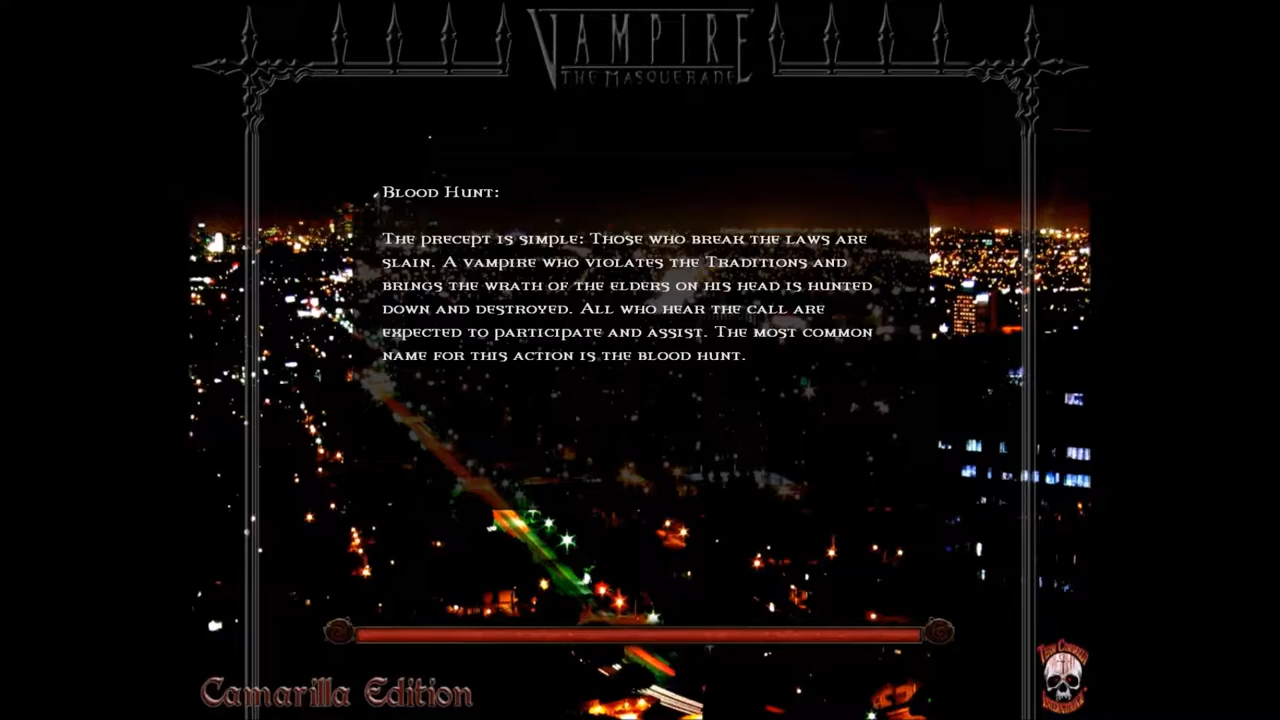 VAMPIRE
THE MASQUERADE
Blood Hunt:
The precept is simple: Those who break the laws are
slain. A vampire who violates the Traditions and
brings the wrath of the elders on his head is hunted
down and destroyed. All who hear the call are
expected to participate and assist. The most common
name for this action is the blood hunt.
Camarilla Edition